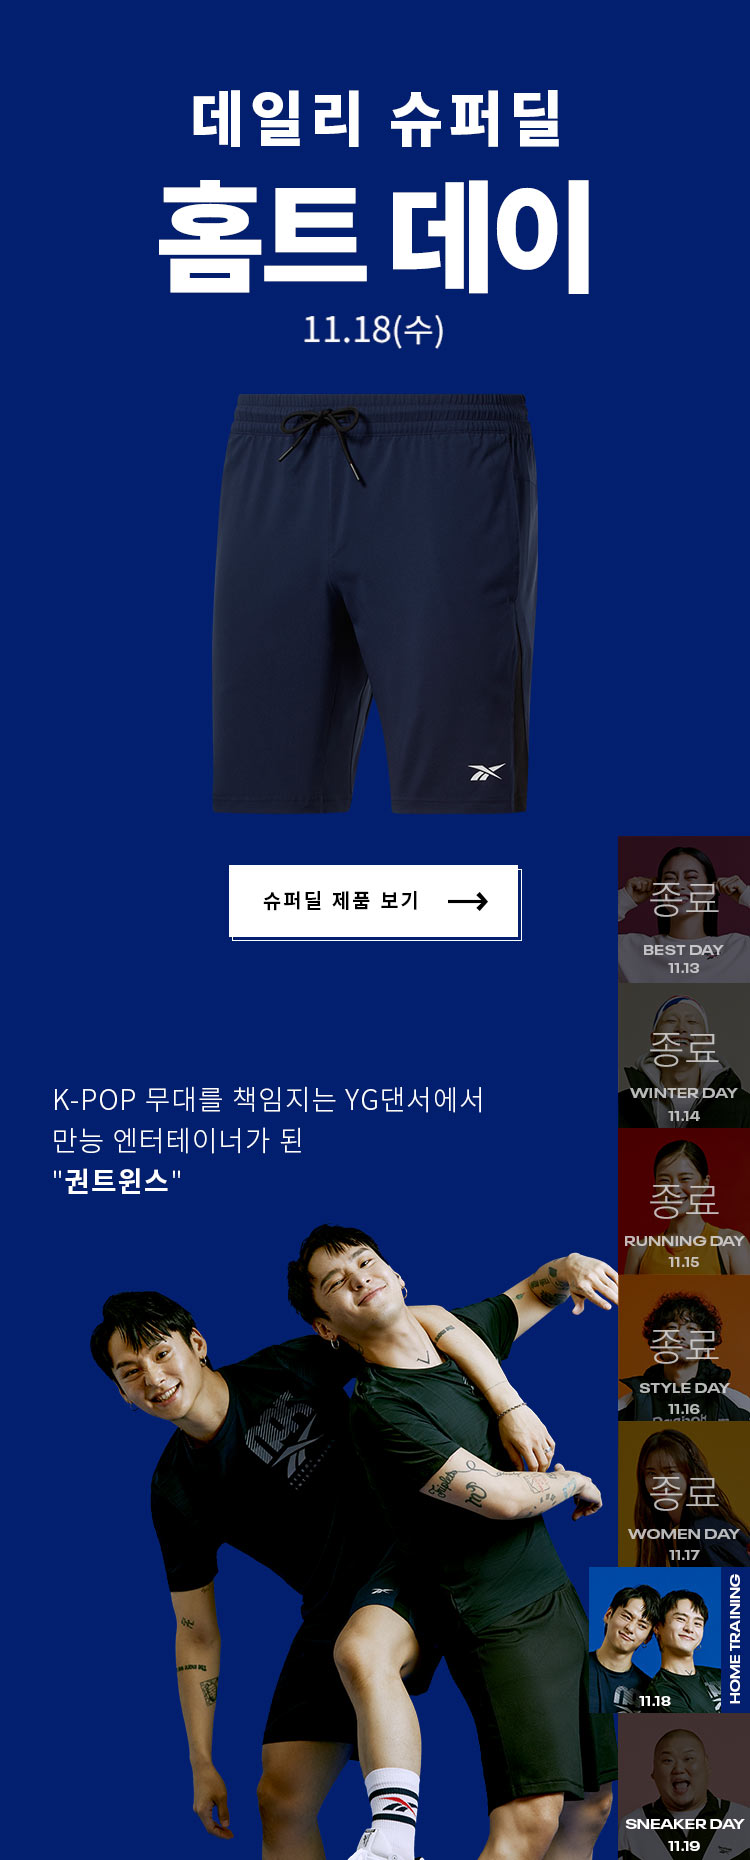 데일리 슈퍼딜
홈트 데이
11.18(수)
슈퍼딜 제품 보기
K-POP 무대를 책임지는 YG댄서에서
만능 엔터테이너가 된
"권트윈스"
종료
BEST DAY
11.13
종료
WINTER DAY
11.14
종료
RUNNING DAY
11.15
종료
STYLE DAY
11.16
종료
WOMEN DAY
11.17
11.18
HOME TRAINING
SNEAKER DAY
11.19